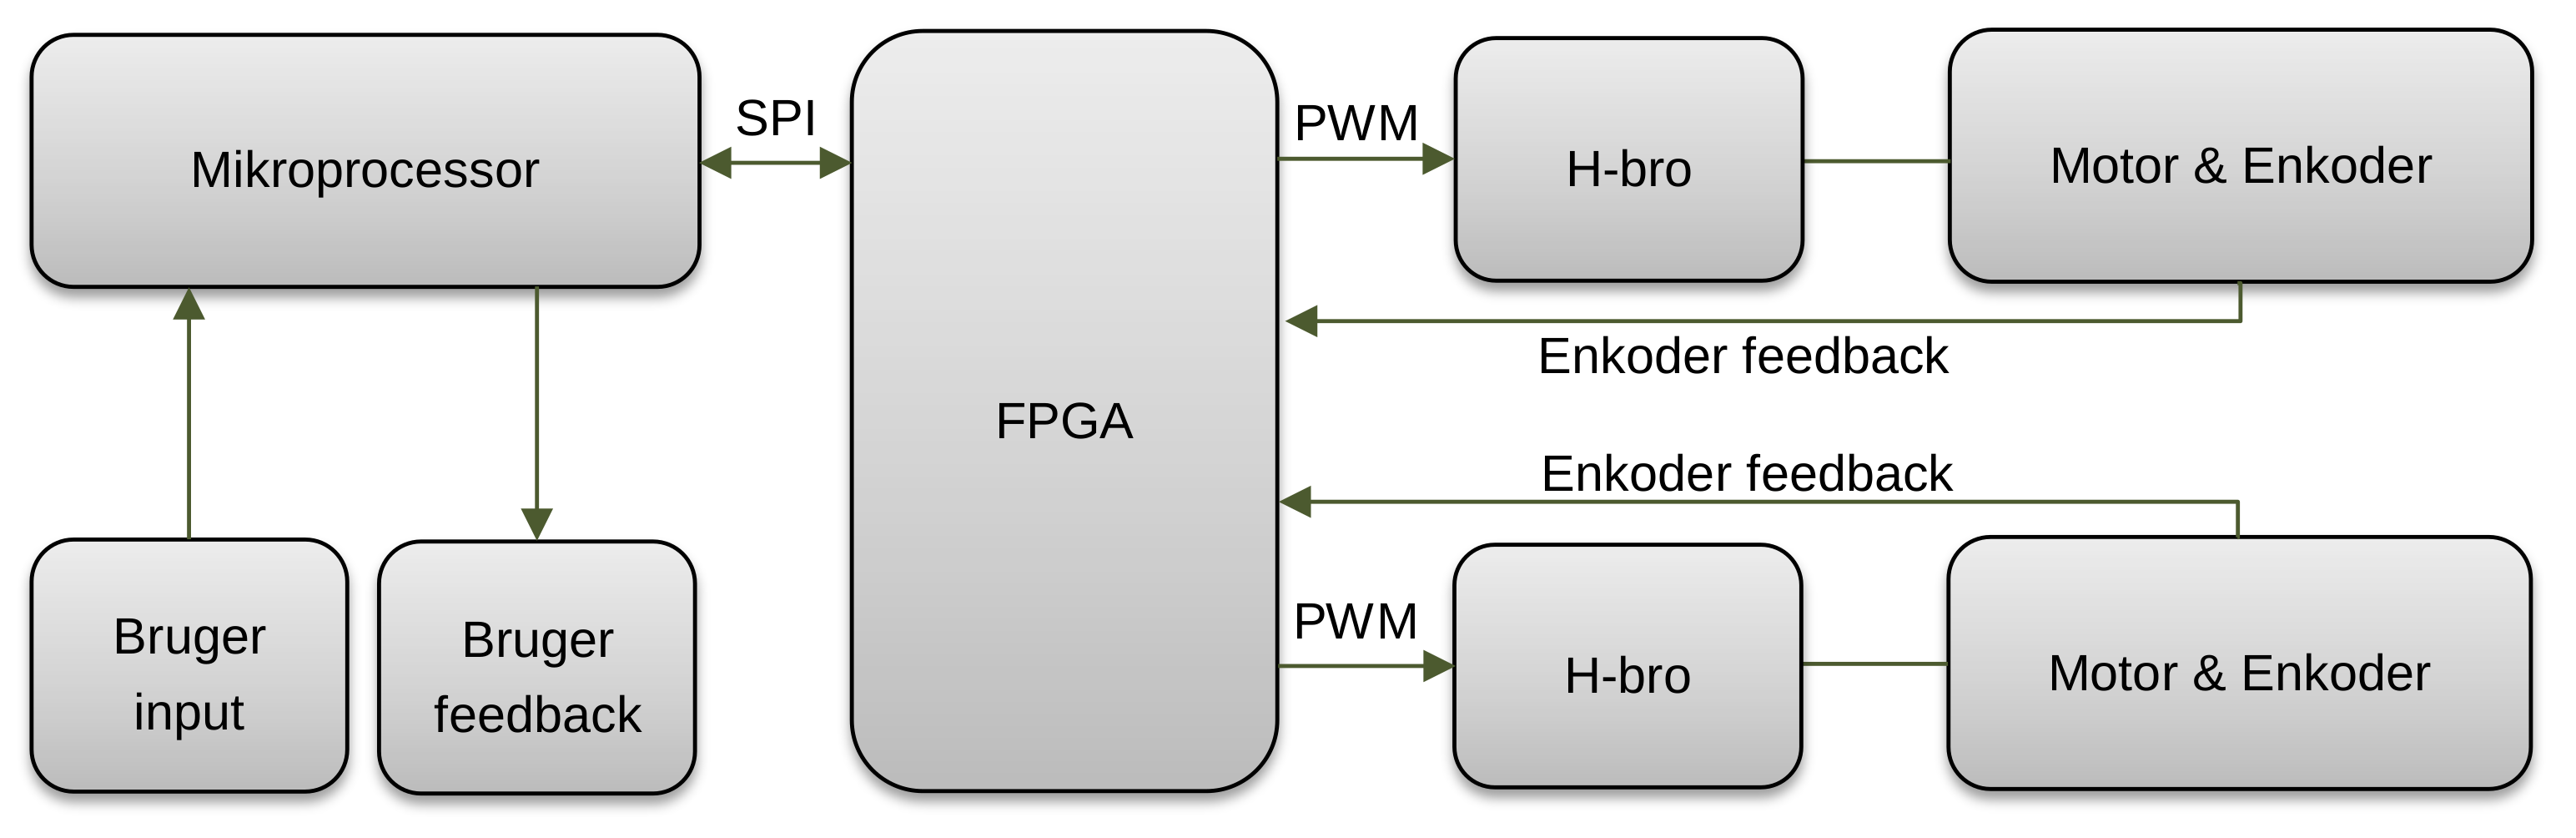 Mikroprocessor
SPI
FPGA
PWM
H-bro
Motor & Enkoder
Enkoder feedback
Enkoder feedback
PWM
H-bro
Motor & Enkoder
Bruger
input
Bruger
feedback